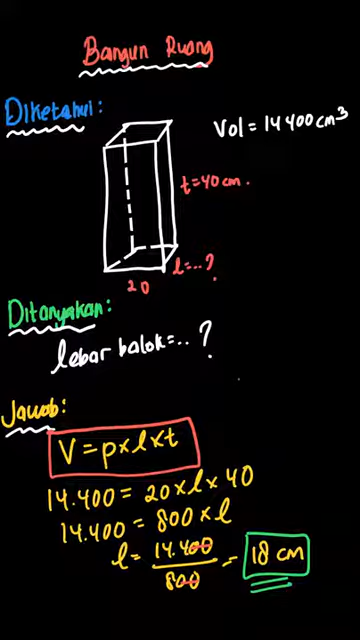 Bangun Ruang
Diketahui:
Vol = 14 400 cm³
t = 40 cm.
l = ...?
20
Ditanyakan:
lebar balok = ..?
Jawab:
V = p x l x t
14.400 = 20 x l x 40
14.400 = 800 x l
l = 14.400 / 800 = 18 cm